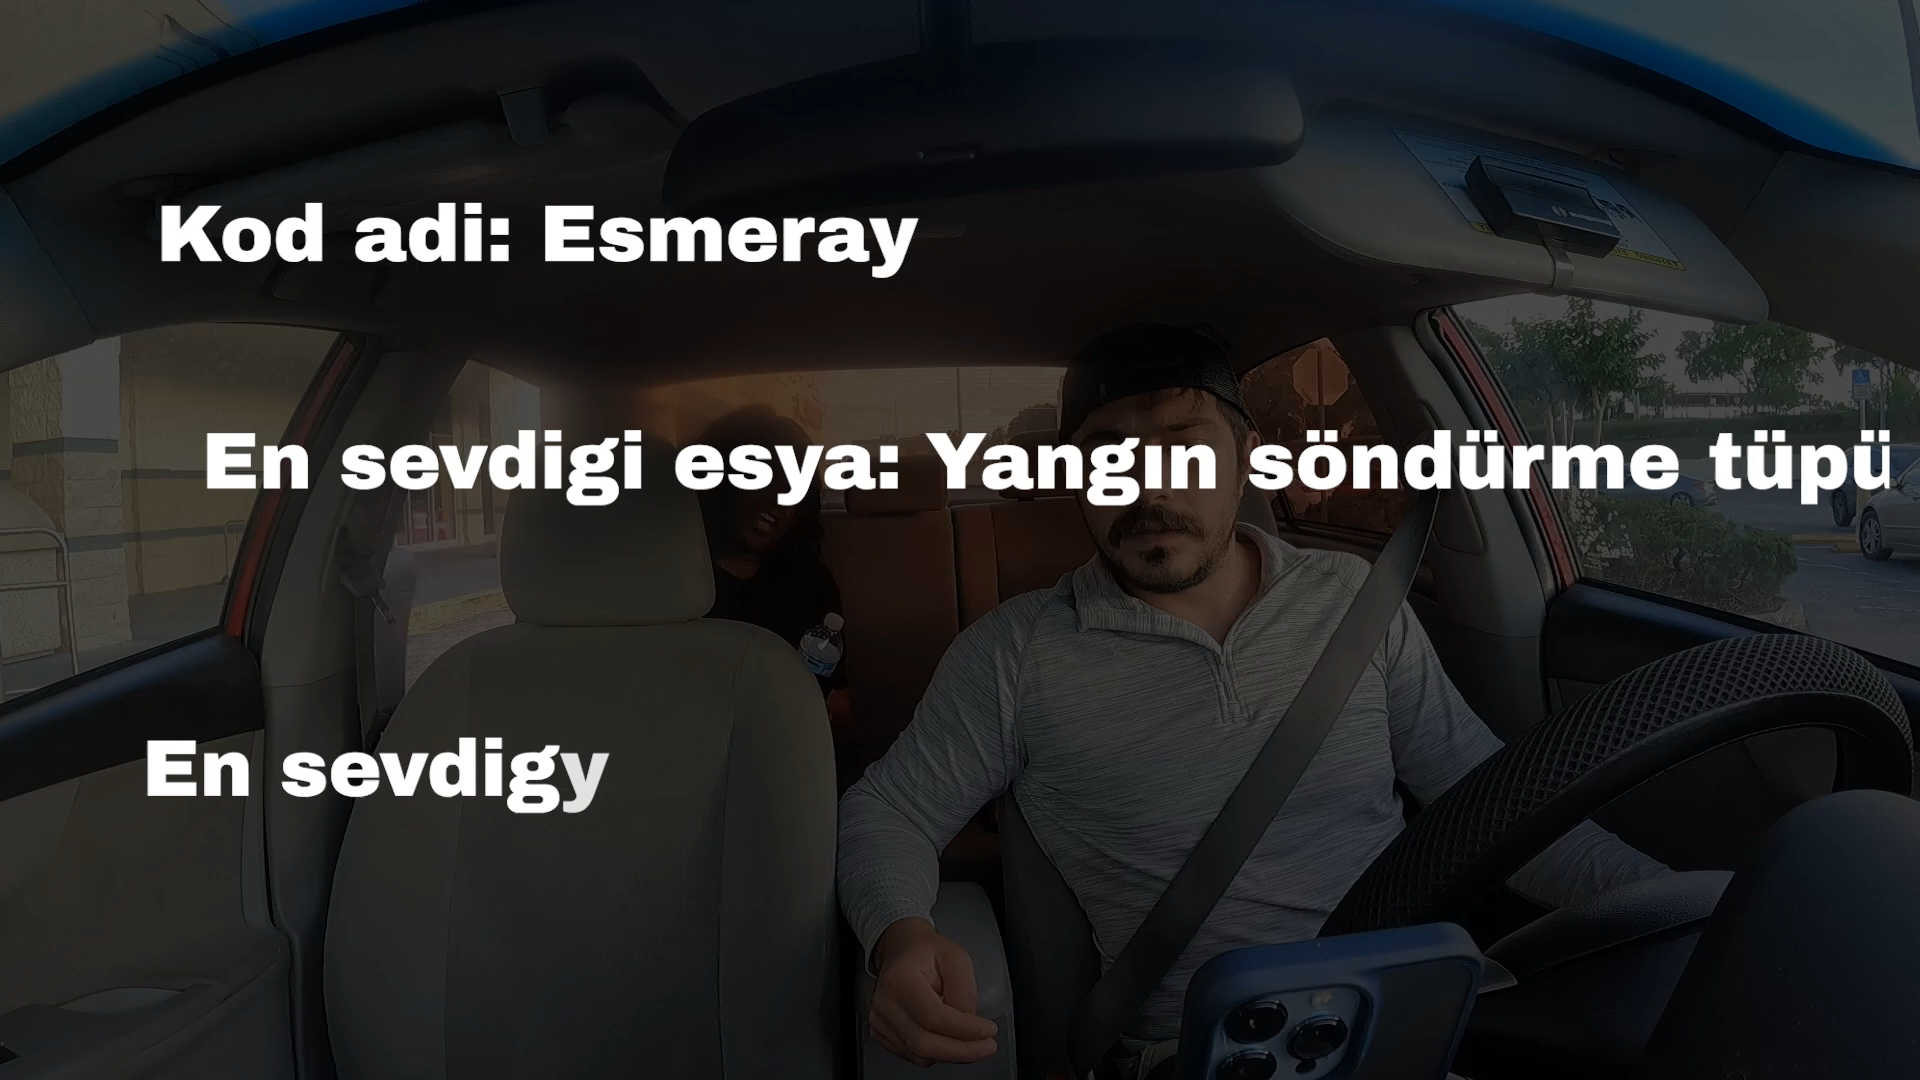 Kod adi: Esmeray
En sevdigi esya: Yangın söndürme tüpü
En sevdigy